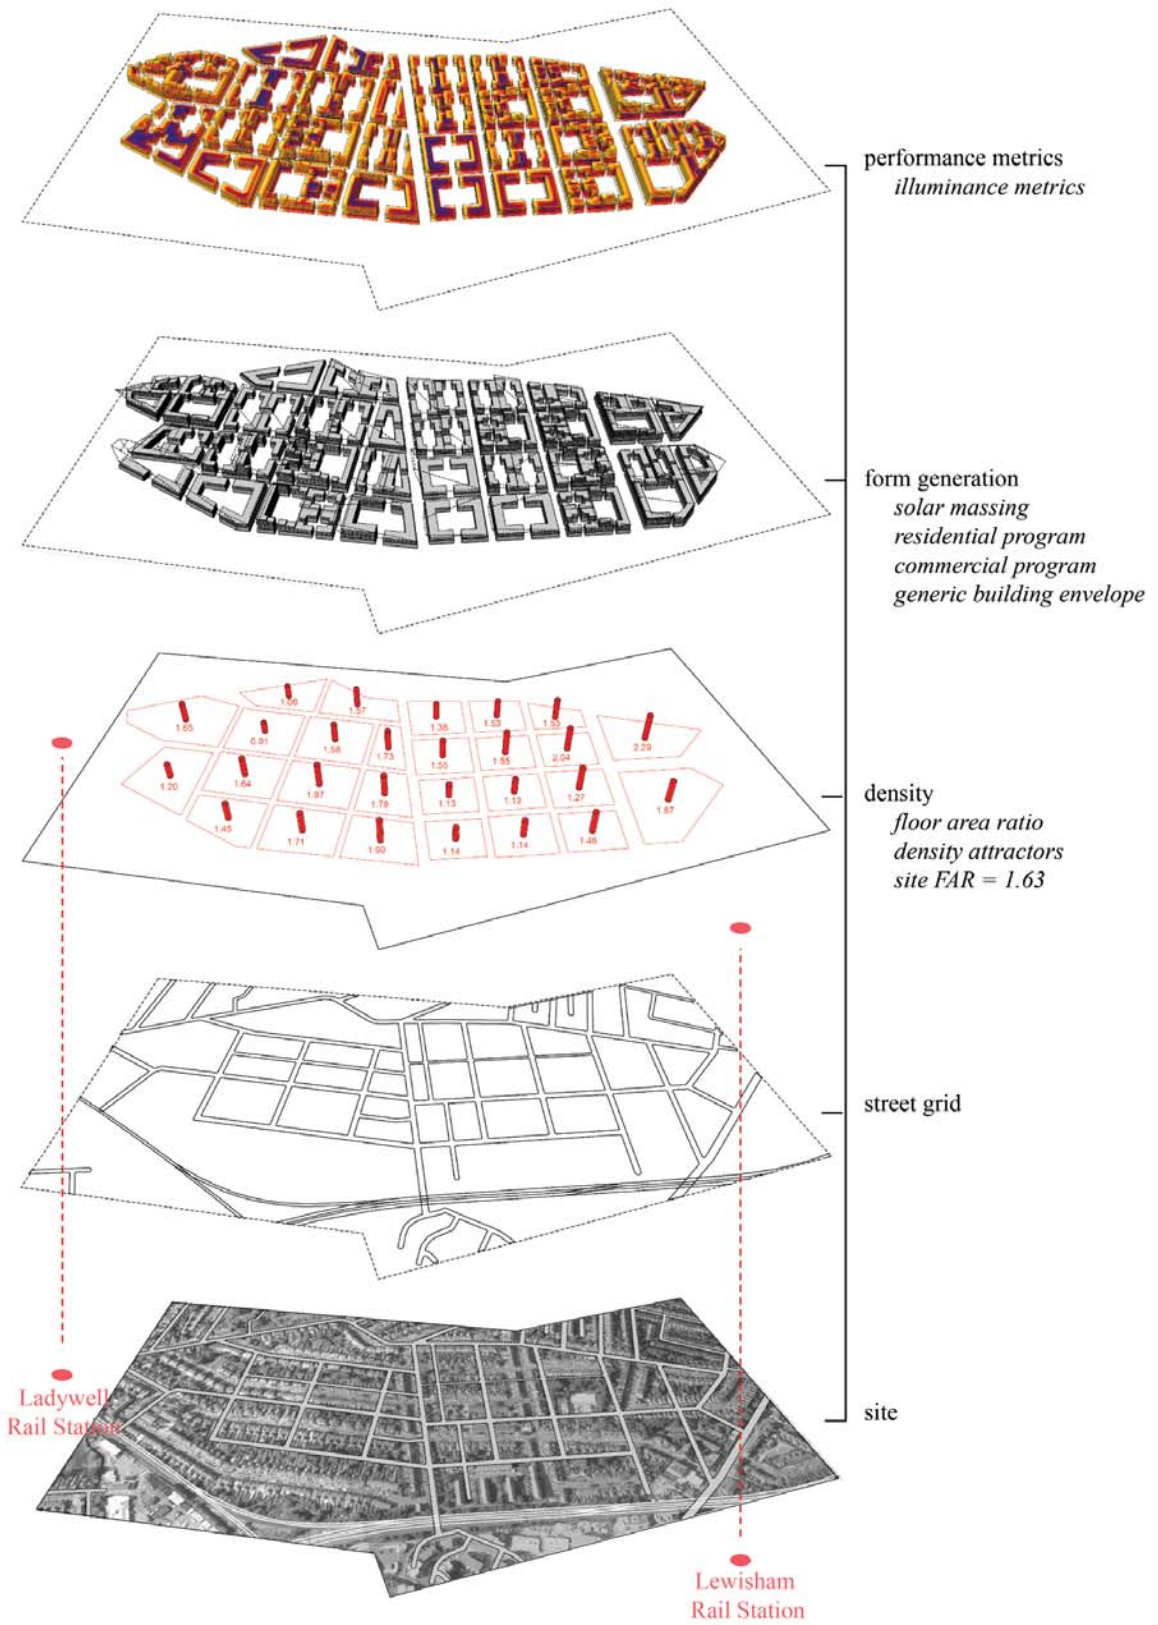 performance metrics
illuminance metrics
form generation
solar massing
residential program
commercial program
generic building envelope
1.06
1.57
1.65
0.91
1.58
1.73
1.38
1.53
1.53
2.29
1.55
1.55
2.04
1.20
1.64
1.97
1.78
1.13
1.13
1.27
1.67
1.45
1.71
1.14
1.14
1.46
density
floor area ratio
density attractors
site FAR = 1.63
street grid
site
Ladywell
Rail Station
Lewisham
Rail Station